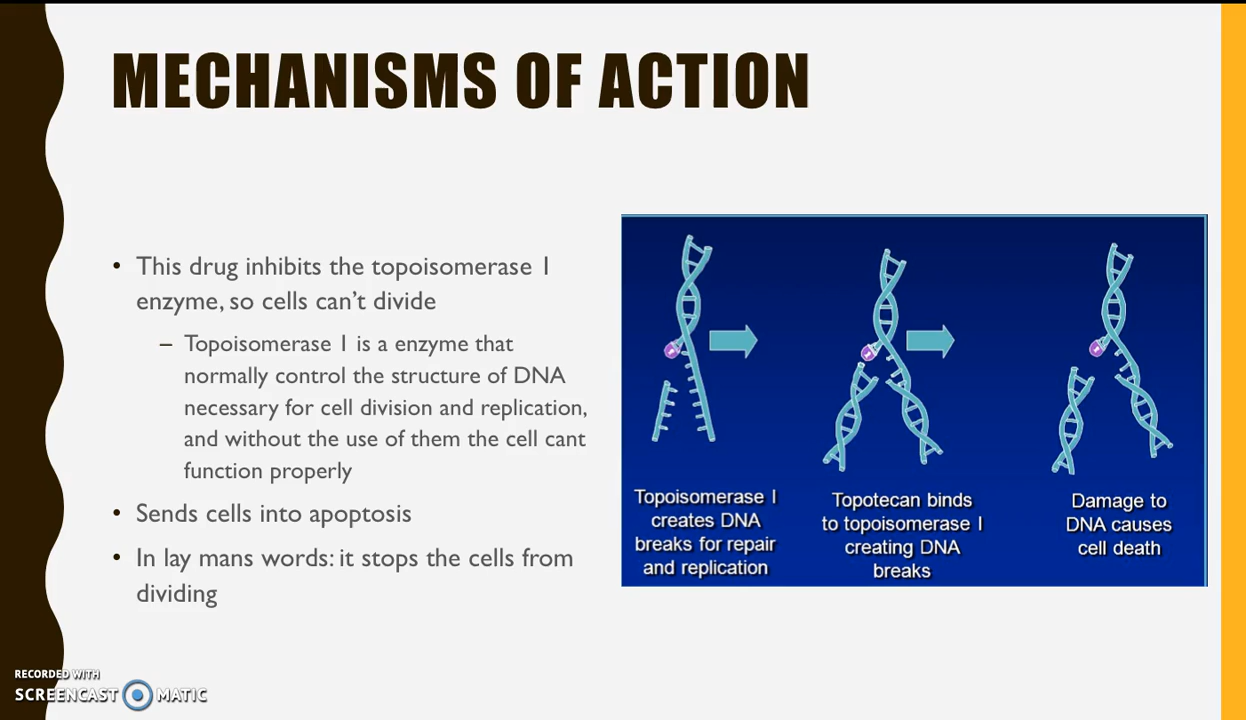 MECHANISMS OF ACTION
• This drug inhibits the topoisomerase 1
enzyme, so cells can't divide
– Topoisomerase 1 is a enzyme that
normally control the structure of DNA
necessary for cell division and replication,
and without the use of them the cell cant
function properly
• Sends cells into apoptosis
• In lay mans words: it stops the cells from
dividing
Topoisomerase I
creates DNA
breaks for repair
and replication
Topotecan binds
to topoisomerase I
creating DNA
breaks
Damage to
DNA causes
cell death
RECORDED WITH
SCREENCAST MATIC